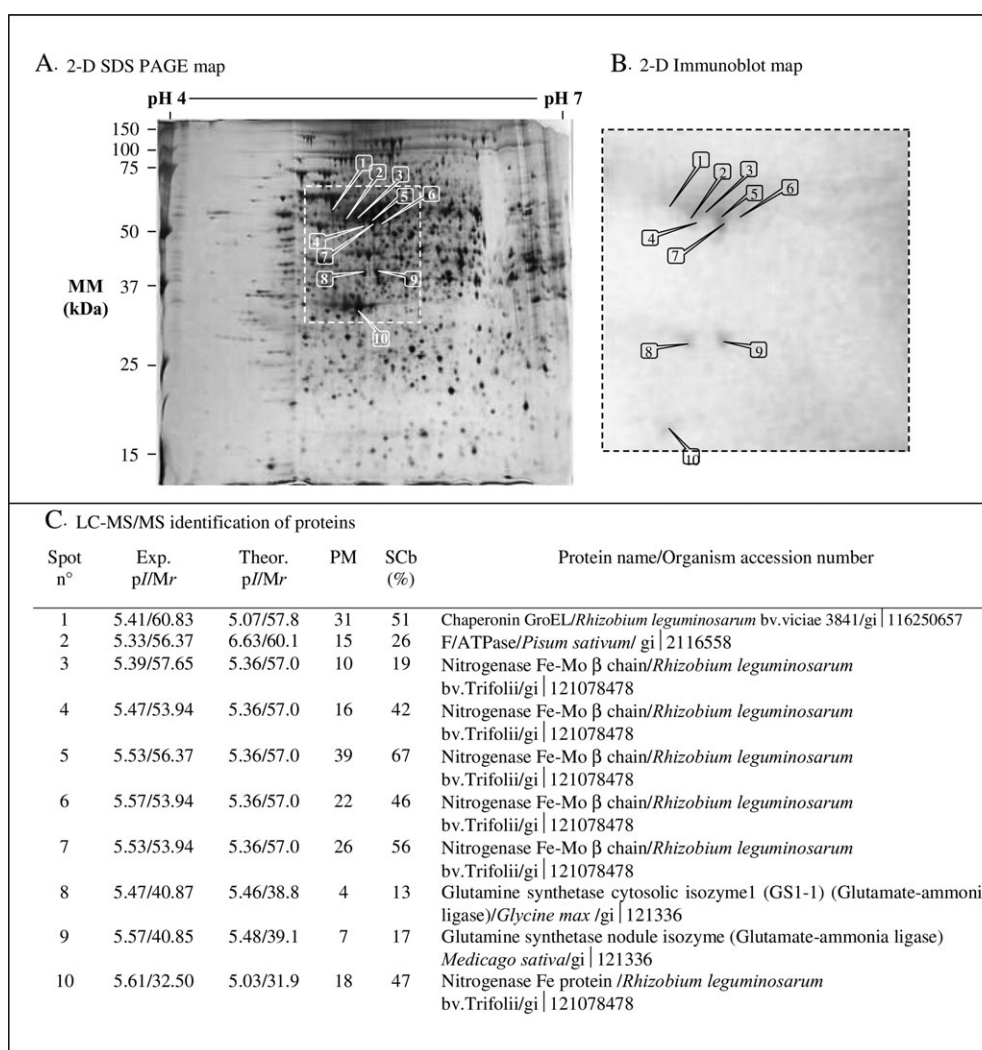 A. 2-D SDS PAGE map
pH 4
pH 7
150
100
75
50
37
25
15
MM
(kDa)
1
2
3
5
6
4
7
8
9
10
B. 2-D Immoblot map
1
2
3
5
6
4
7
8
9
10
C. LC-MS/MS identification of proteins
Spot n° Exp. pI/Mr Theor. pI/Mr PM SCb (%) Protein name/Organism accession number
1 5.41/60.83 5.07/57.8 31 51 Chaperonin GroEL/Rhizobium leguminosarum bv.viciae 3841/gi|116250657
2 5.33/56.37 6.63/60.1 15 26 F/ATPase/Pisum sativum/ gi|2116558
3 5.39/57.65 5.36/57.0 10 19 Nitrogenase Fe-Mo β chain/Rhizobium leguminosarum
bv.Trifolii/gi|121078478
4 5.47/53.94 5.36/57.0 16 42 Nitrogenase Fe-Mo β chain/Rhizobium leguminosarum
bv.Trifolii/gi|121078478
5 5.53/56.37 5.36/57.0 39 67 Nitrogenase Fe-Mo β chain/Rhizobium leguminosarum
bv.Trifolii/gi|121078478
6 5.57/53.94 5.36/57.0 22 46 Nitrogenase Fe-Mo β chain/Rhizobium leguminosarum
bv.Trifolii/gi|121078478
7 5.53/53.94 5.36/57.0 26 56 Nitrogenase Fe-Mo β chain/Rhizobium leguminosarum
bv.Trifolii/gi|121078478
8 5.47/40.87 5.46/38.8 4 13 Glutamine synthetase cytosolic isozyme1 (GS1-1) (Glutamate-ammoni
ligase)/Glycine max /gi|121336
9 5.57/40.85 5.48/39.1 7 17 Glutamine synthetase nodule isozyme (Glutamate-ammonia ligase)
Medicago sativa/gi|121336
10 5.61/32.50 5.03/31.9 18 47 Nitrogenase Fe protein /Rhizobium leguminosarum
bv.Trifolii/gi|121078478